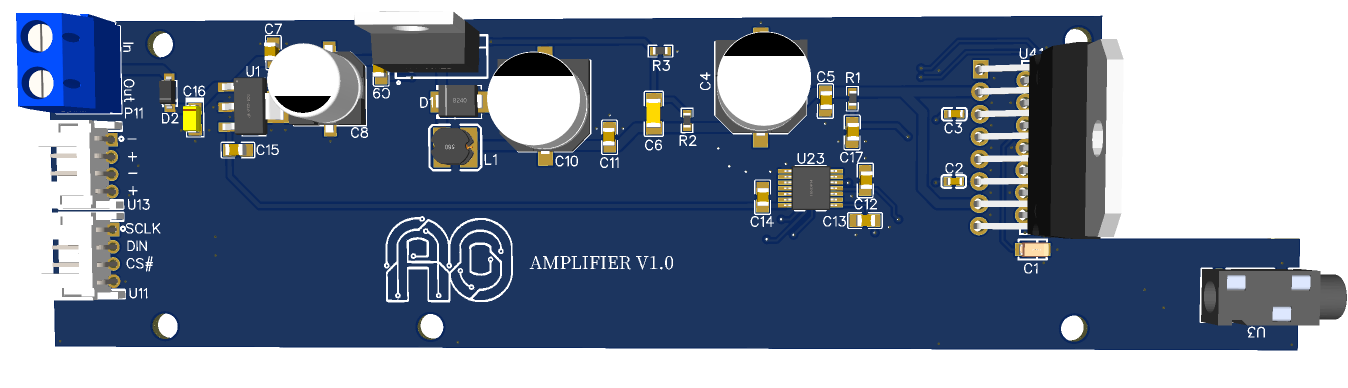 In
Out
P11
D2
C16
C7
U1
C15
C8
C9
D1
B240
L1
C10
C11
R3
C6
R2
C4
C5
R1
C17
U23
C14
C12
C13
U41
C3
C2
C1
U3
-
+
-
+
U13
SCLK
DIN
CS#
U11
AO
AMPLIFIER V1.0